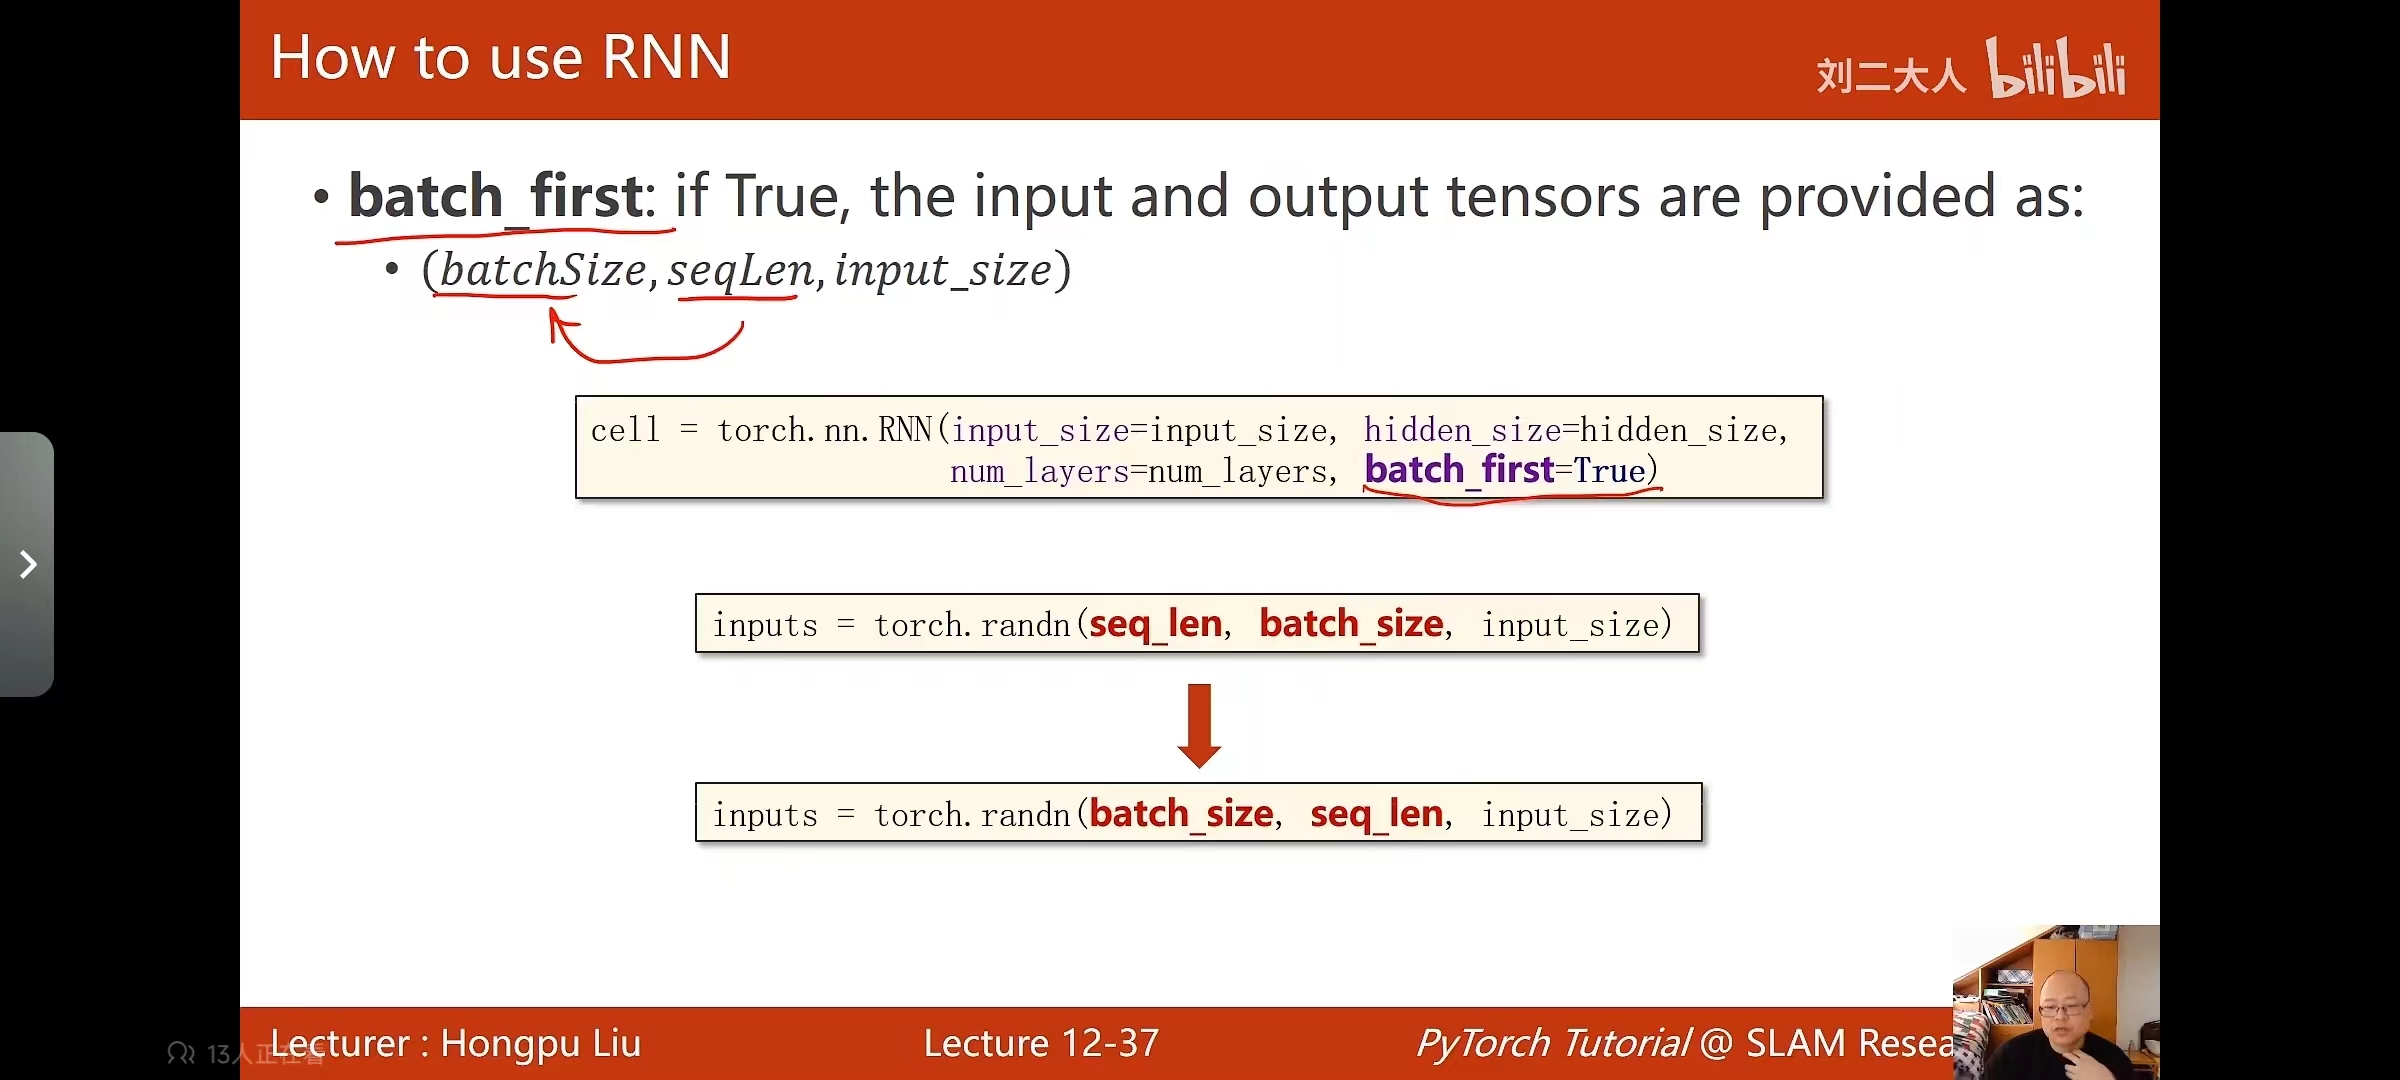 How to use RNN
刘二大人 bilibili
• batch_first: if True, the input and output tensors are provided as:
• (batchSize, seqLen, input_size)
cell = torch.nn.RNN(input_size=input_size, hidden_size=hidden_size,
num_layers=num_layers, batch_first=True)
inputs = torch.randn(seq_len, batch_size, input_size)
inputs = torch.randn(batch_size, seq_len, input_size)
Lecturer : Hongpu Liu
Lecture 12-37
PyTorch Tutorial @ SLAM Resea
13人正在看